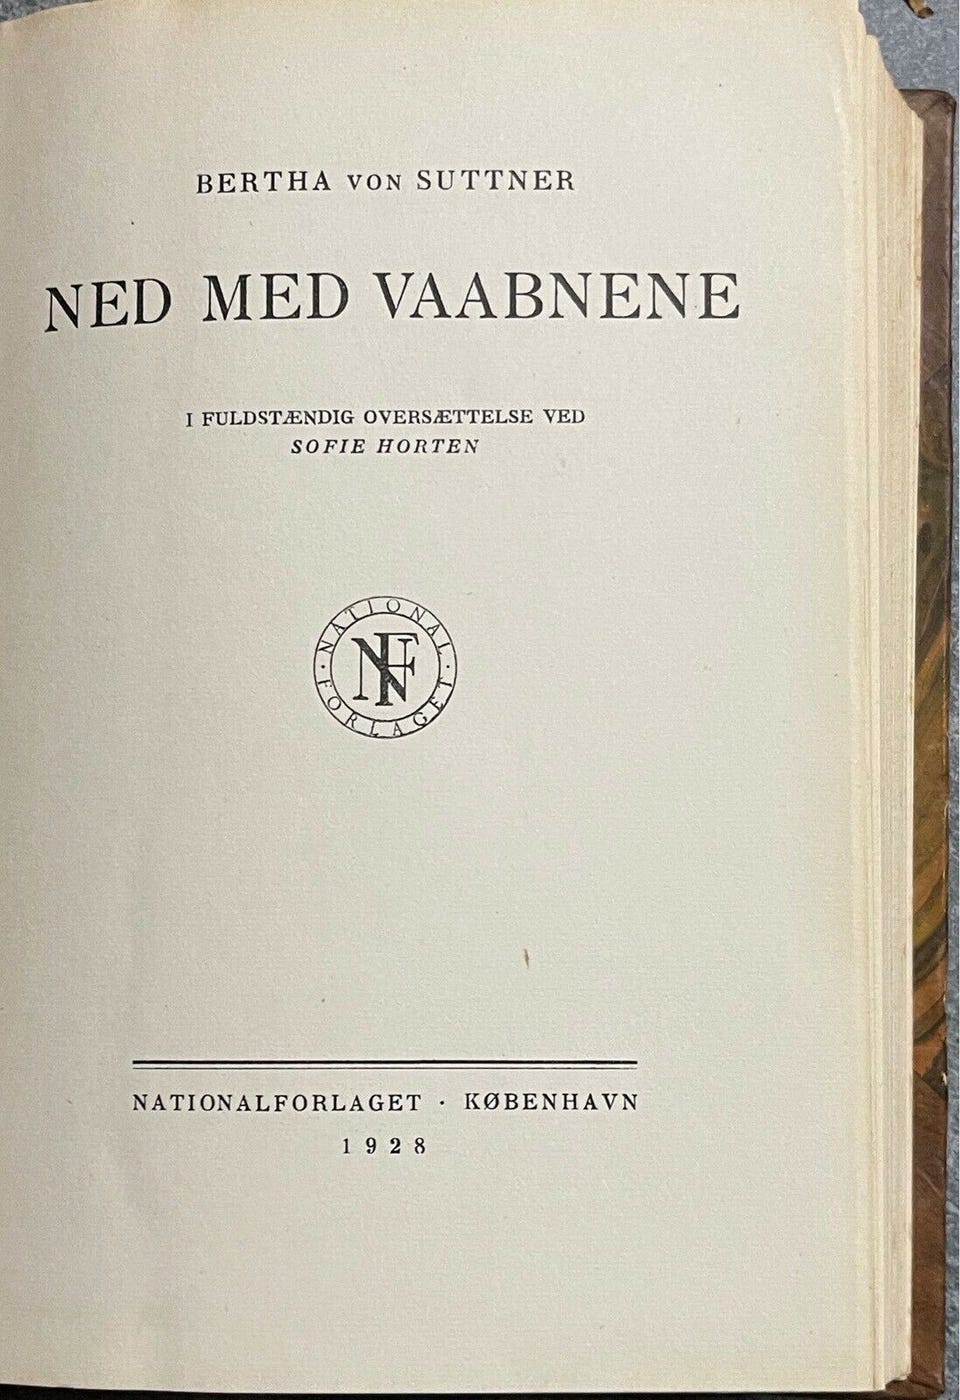 BERTHA VON SUTTNER
NED MED VAABNENE
I FULDSTÆNDIG OVERSÆTTELSE VED
SOFIE HORTEN
· NATIONAL · FORLAGET
NF
NATIONALFORLAGET · KØBENHAVN
1928